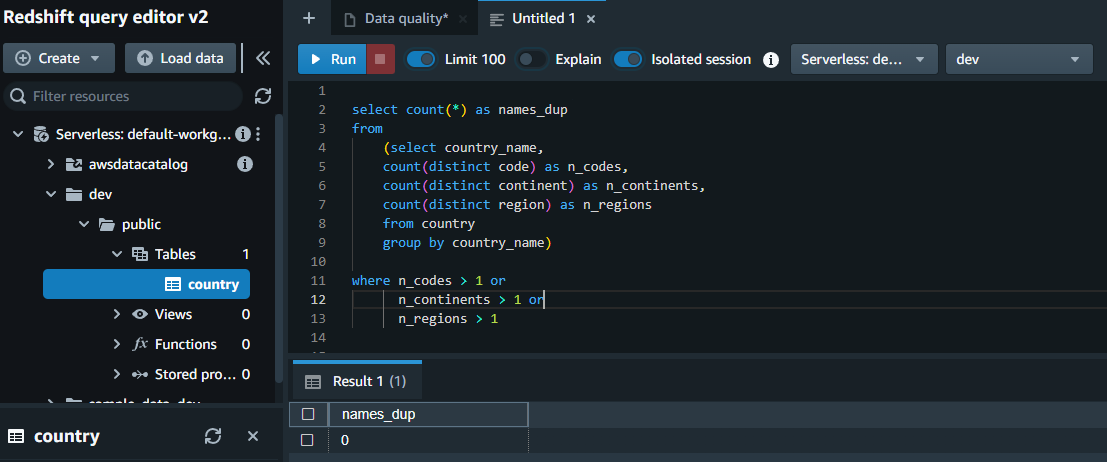 Redshift query editor v2
Create
Load data
Filter resources
Serverless: default-workg...
awsdatacatalog
dev
public
Tables 1
country
Views 0
fx Functions 0
Stored pro... 0
country
Data quality*
Untitled 1
Run
Limit 100
Explain
Isolated session
Serverless: de...
dev
1
2 select count(*) as names_dup
3 from
4 (select country_name,
5 count(distinct code) as n_codes,
6 count(distinct continent) as n_continents,
7 count(distinct region) as n_regions
8 from country
9 group by country_name)
10
11 where n_codes > 1 or
12 n_continents > 1 or
13 n_regions > 1
14
Result 1 (1)
names_dup
0